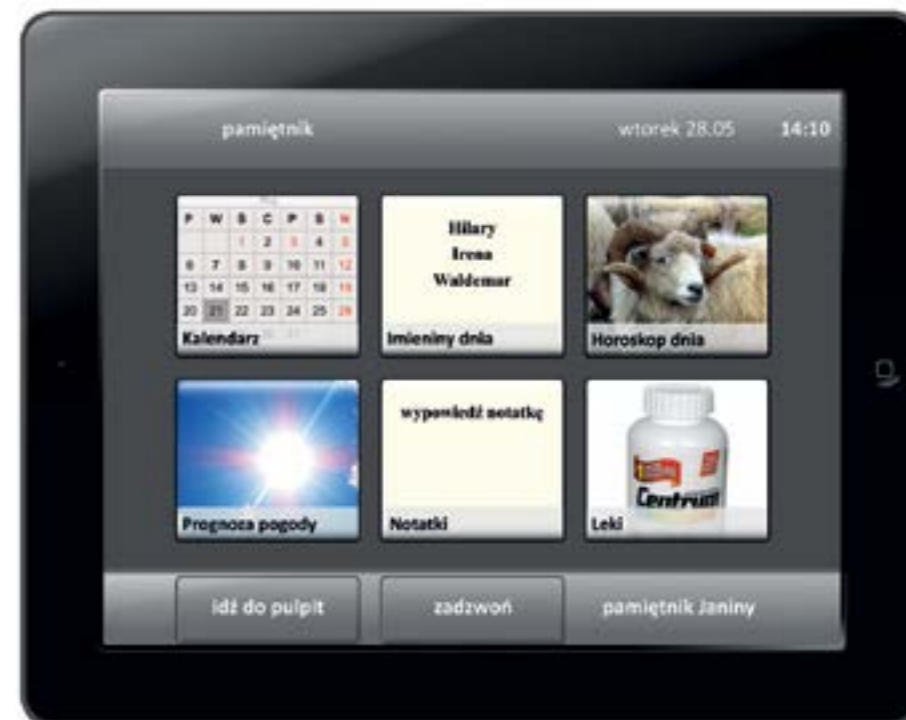 pamiętnik wtorek 28.05 14:10
P W Ś C P S N
1 2 3 4 5
6 7 8 9 10 11 12
13 14 15 16 17 18 19
20 21 22 23 24 25 26
Kalendarz
Hilary
Irena
Waldemar
Imieniny dnia
Horoskop dnia
Prognoza pogody
wypowiedź notatkę
Notatki
Centrum
Leki
idź do pulpit zadzwoń pamiętnik Janiny